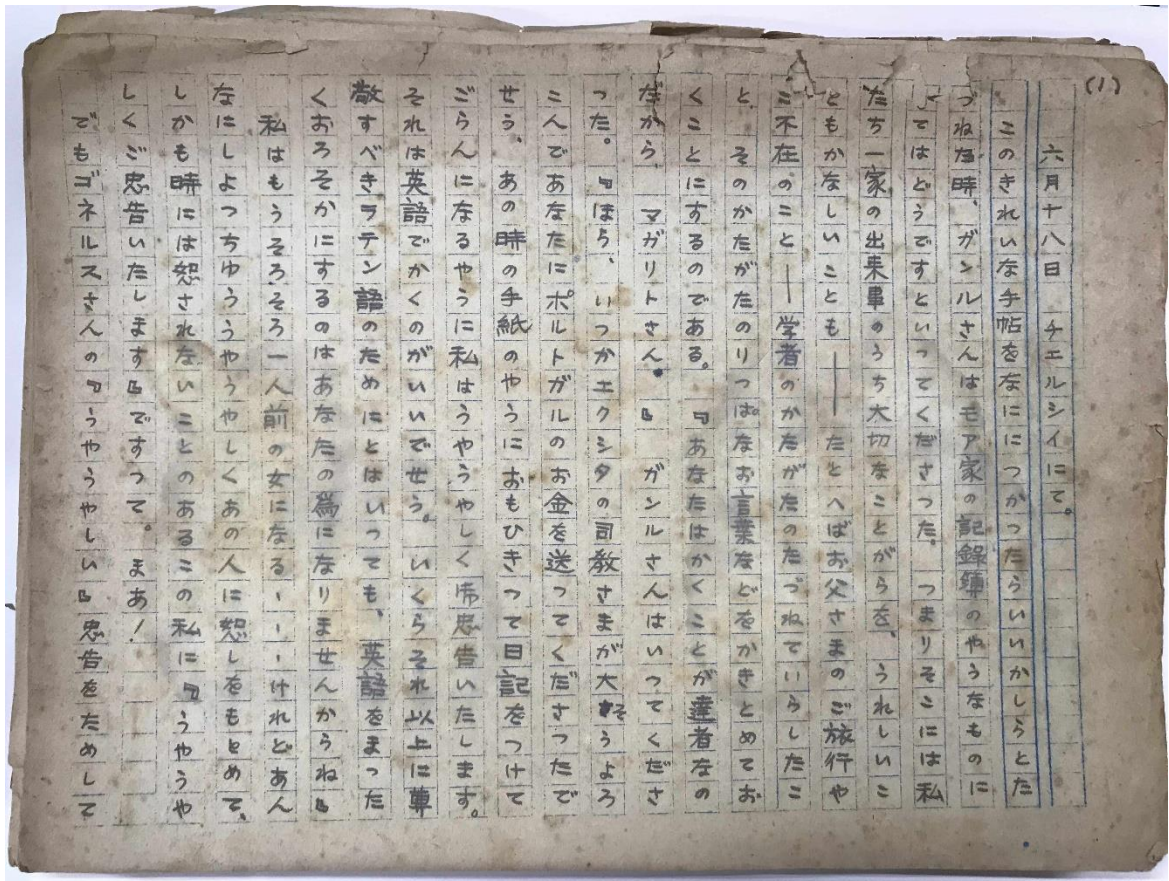 (1)
六月十八日 チエルシイにて。
このきれいな手帖をなににつかつたらいいかしらとた
づねた時、ガンルさんはモア家の記録簿のやうなものに
してはどうですといつてくださつた。つまりそこには私
たち一家の出来事のうち大切なことがらを、うれしいこ
ともかなしいことも――たとへばお父さまのご旅行や
ご不在のこと――学者のかたがたのたづねていらしたこ
と、そのかたがたのりつぱなお言葉などをかきとめてお
くことにするのである。『あなたはかくことが達者なの
だから、マガリトさん。』 ガンルさんはいつてくださ
つた。『ほら、いつかエクシタの司教さまが大そうよろ
こんであなたにポルトガルのお金を送つてくださつたで
せう、あの時の手紙のやうにおもひきつて日記をつけて
ごらんになるやうに私はうやうやしく御忠告いたします。
それは英語でかくのがいいでせう。いくらそれ以上に尊
敬すべきラテン語のためにとはいつても、英語をまつた
くおろそかにするのはあなたの為になりませんからね』
私はもうそろそろ一人前の女になる---けれどあん
なにしよつちゆううやうやしくあの人に恕しをもとめて、
しかも時には恕されないことのあるこの私に『うやうや
しくご忠告いたします』ですつて。まあ!
でもゴネルスさんの『うやうやしい』忠告をためして